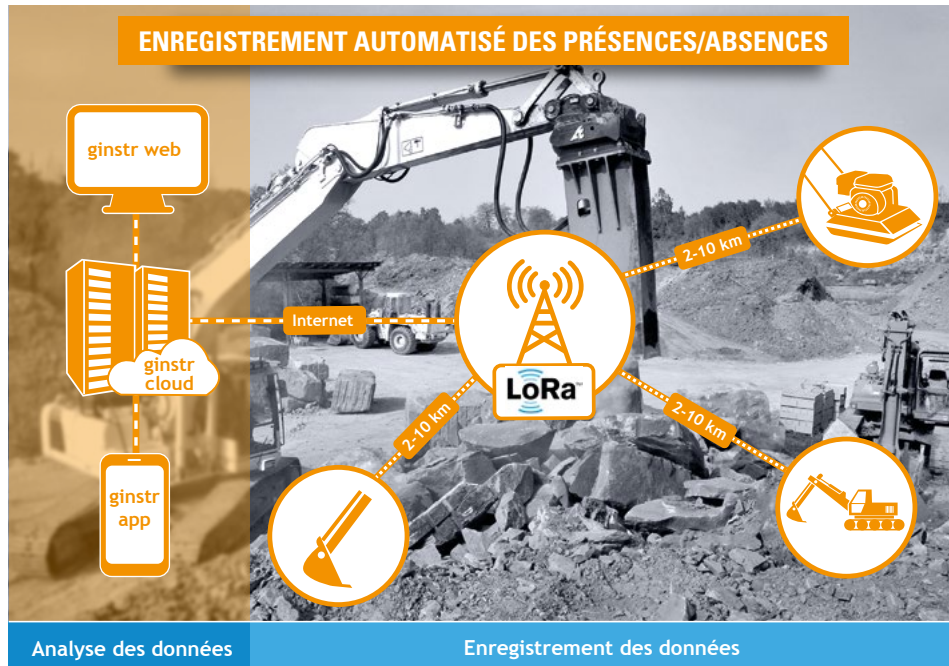 ENREGISTREMENT AUTOMATISÉ DES PRÉSENCES/ABSENCES
ginstr web
2-10 km
Internet
ginstr
cloud
LoRa
2-10 km
2-10 km
ginstr
app
Analyse des données
Enregistrement des données